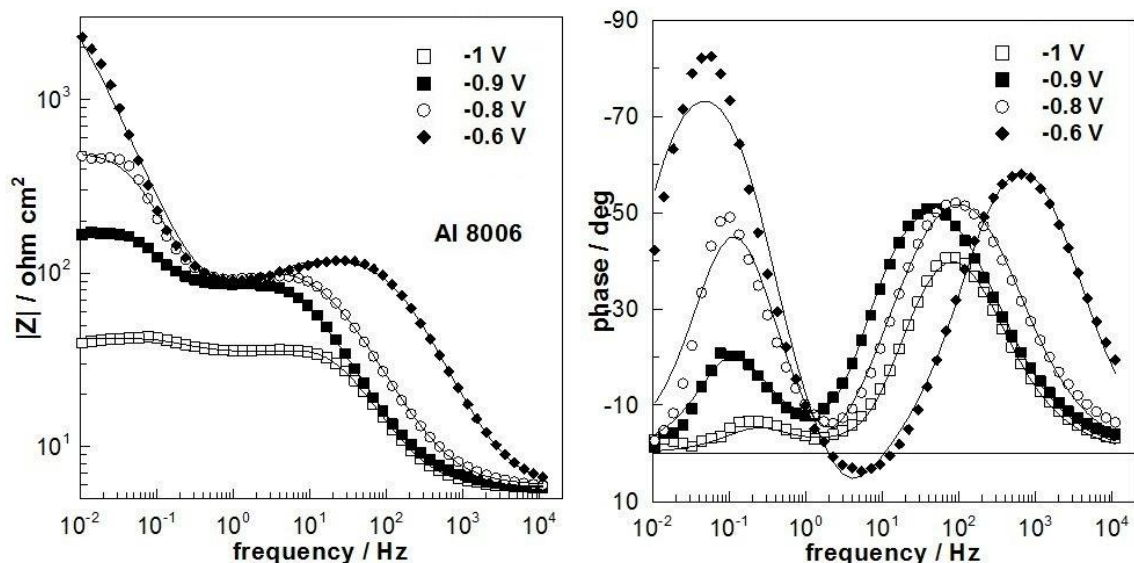 -1 V
-0.9 V
-0.8 V
-0.6 V
Al 8006
|Z| / ohm cm²
10³
10²
10¹
10⁻² 10⁻¹ 10⁰ 10¹ 10² 10³ 10⁴
frequency / Hz
-90
-70
-50
-30
-10
10
phase / deg
-1 V
-0.9 V
-0.8 V
-0.6 V
10⁻² 10⁻¹ 10⁰ 10¹ 10² 10³ 10⁴
frequency / Hz